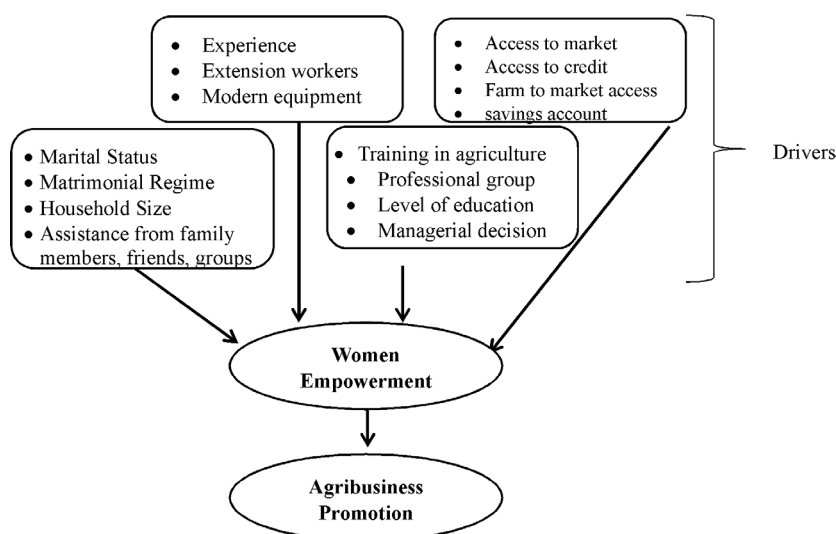 • Experience
• Extension workers
• Modern equipment
• Access to market
• Access to credit
• Farm to market access
• savings account
Drivers
• Marital Status
• Matrimonial Regime
• Household Size
• Assistance from family
members, friends, groups
• Training in agriculture
• Professional group
• Level of education
• Managerial decision
Women
Empowerment
Agribusiness
Promotion